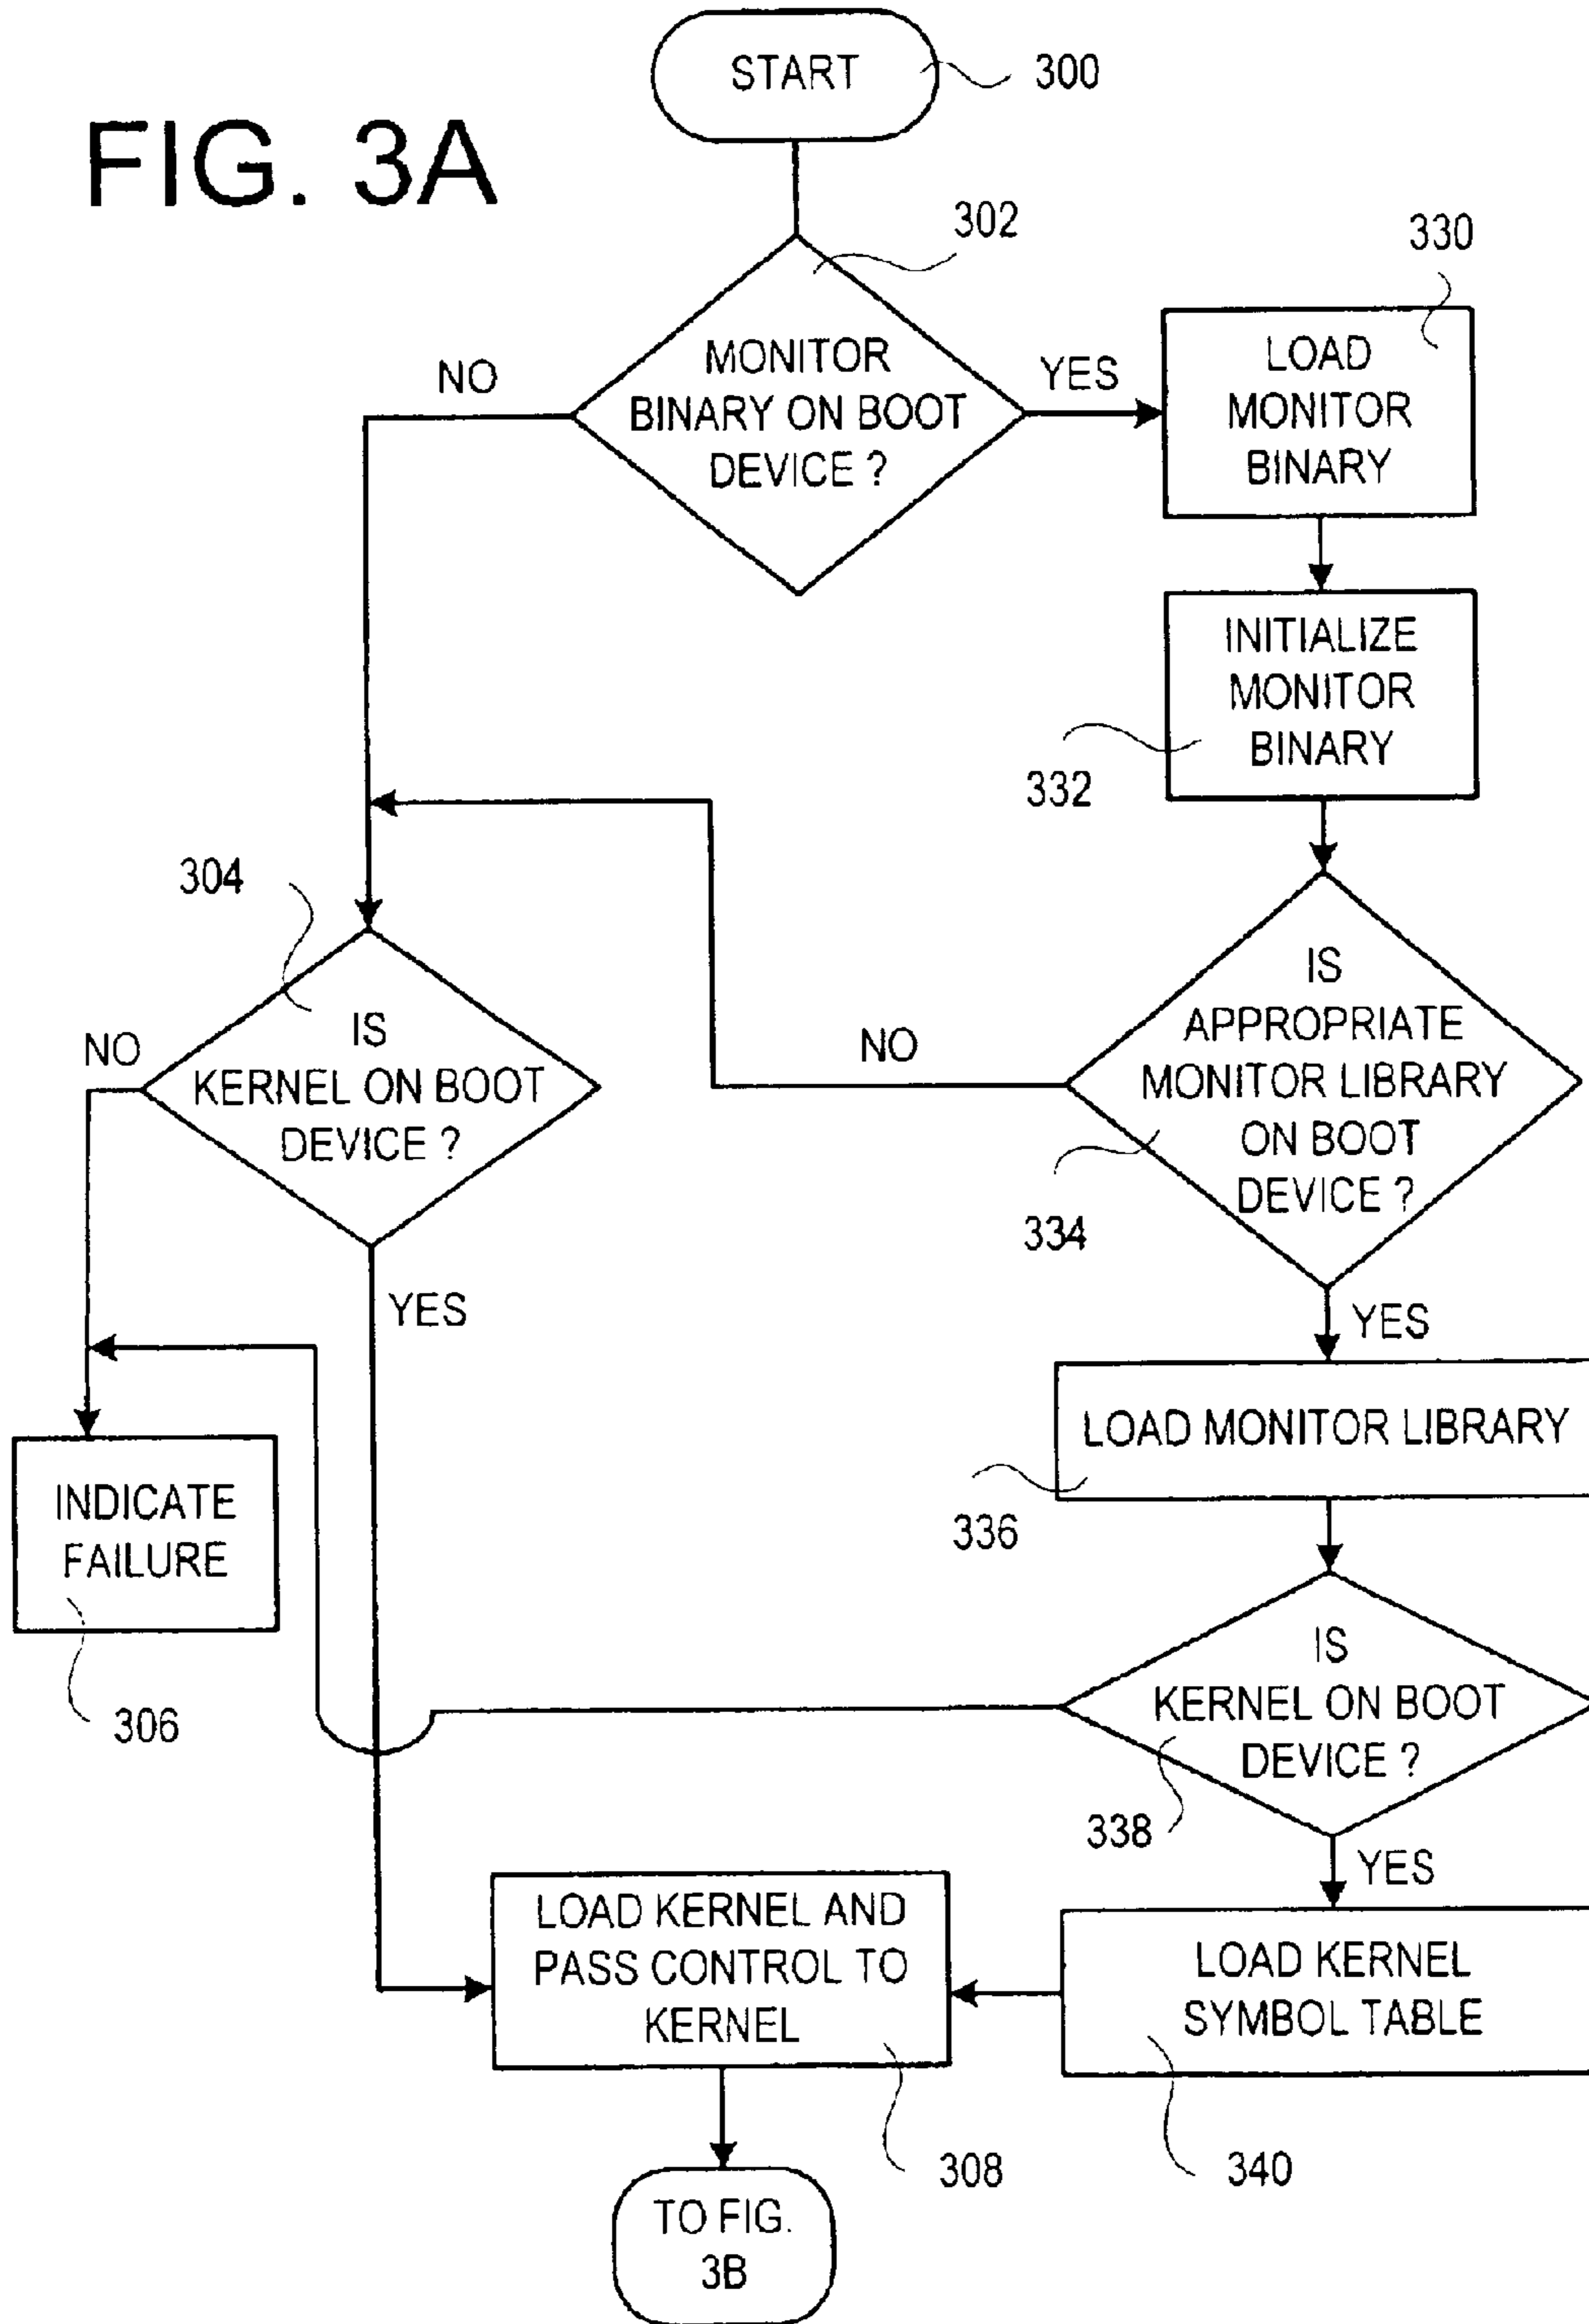 FIG. 3A
START
300
302
MONITOR
BINARY ON BOOT
DEVICE ?
NO
YES
330
LOAD
MONITOR
BINARY
INITIALIZE
MONITOR
BINARY
332
304
IS
KERNEL ON BOOT
DEVICE ?
NO
YES
IS
APPROPRIATE
MONITOR LIBRARY
ON BOOT
DEVICE ?
NO
334
YES
LOAD MONITOR LIBRARY
336
INDICATE
FAILURE
306
IS
KERNEL ON BOOT
DEVICE ?
338
YES
LOAD KERNEL AND
PASS CONTROL TO
KERNEL
308
LOAD KERNEL
SYMBOL TABLE
340
TO FIG.
3B